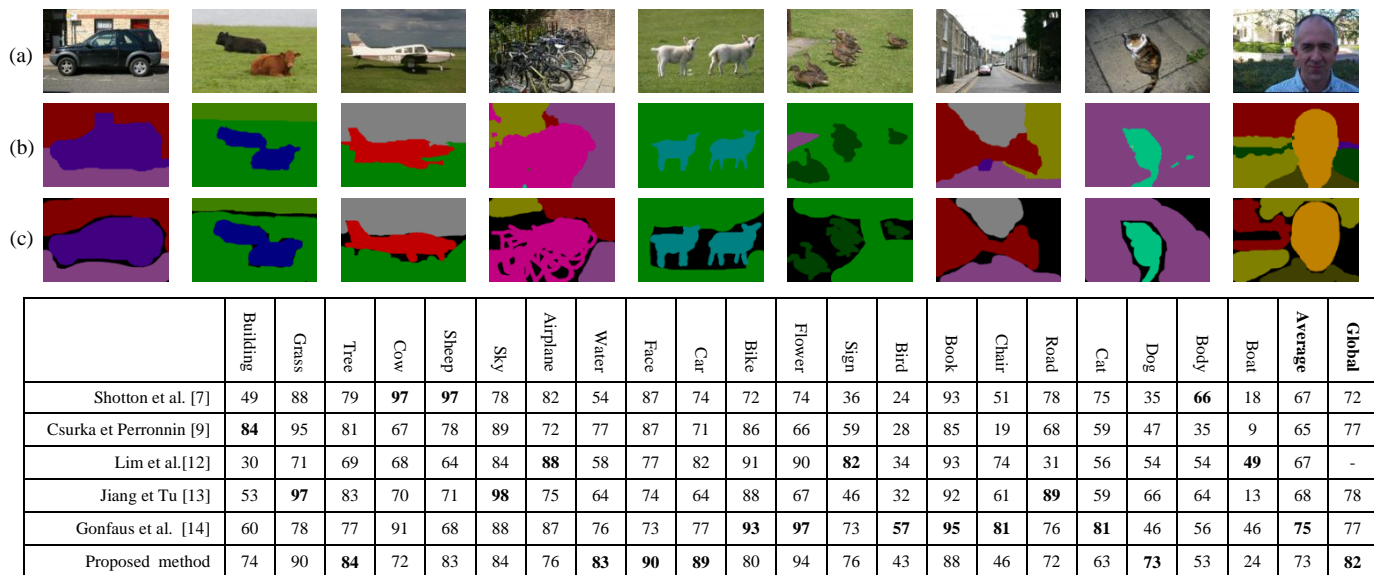 (a)
(b)
(c)
Building Grass Tree Cow Sheep Sky Airplane Water Face Car Bike Flower Sign Bird Book Chair Road Cat Dog Body Boat Average Global
Shotton et al. [7] 49 88 79 97 97 78 82 54 87 74 72 74 36 24 93 51 78 75 35 66 18 67 72
Csurka et Perronnin [9] 84 95 81 67 78 89 72 77 87 71 86 66 59 28 85 19 68 59 47 35 9 65 77
Lim et al.[12] 30 71 69 68 64 84 88 58 77 82 91 90 82 34 93 74 31 56 54 54 49 67 -
Jiang et Tu [13] 53 97 83 70 71 98 75 64 74 64 88 67 46 32 92 61 89 59 66 64 13 68 78
Gonfaus et al. [14] 60 78 77 91 68 88 87 76 73 77 93 97 73 57 95 81 76 81 46 56 46 75 77
Proposed method 74 90 84 72 83 84 76 83 90 89 80 94 76 43 88 46 72 63 73 53 24 73 82